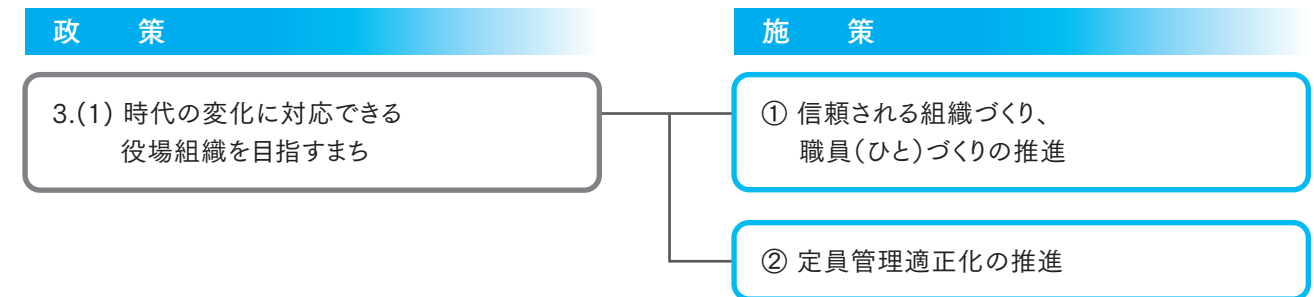 政　策
施　策
3.(1) 時代の変化に対応できる
役場組織を目指すまち
① 信頼される組織づくり、
職員（ひと）づくりの推進
② 定員管理適正化の推進